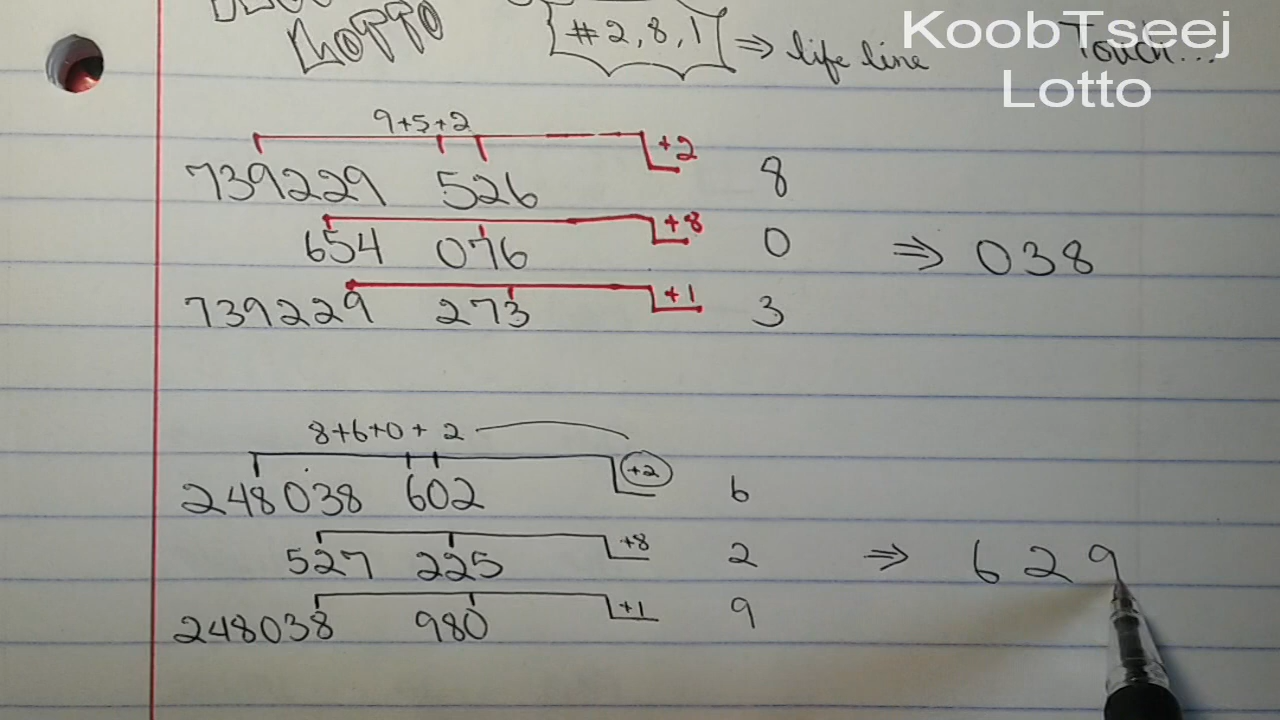 LOTTO #2,8,1 ⇒ life line Touch...
KoobTseej
Lotto
9+5+2
739229 526 +2 8
654 076 +8 0 ⇒ 038
739229 273 +1 3
8+6+0+2
248038 602 +2 6
527 225 +8 2 ⇒ 629
248038 980 +1 9